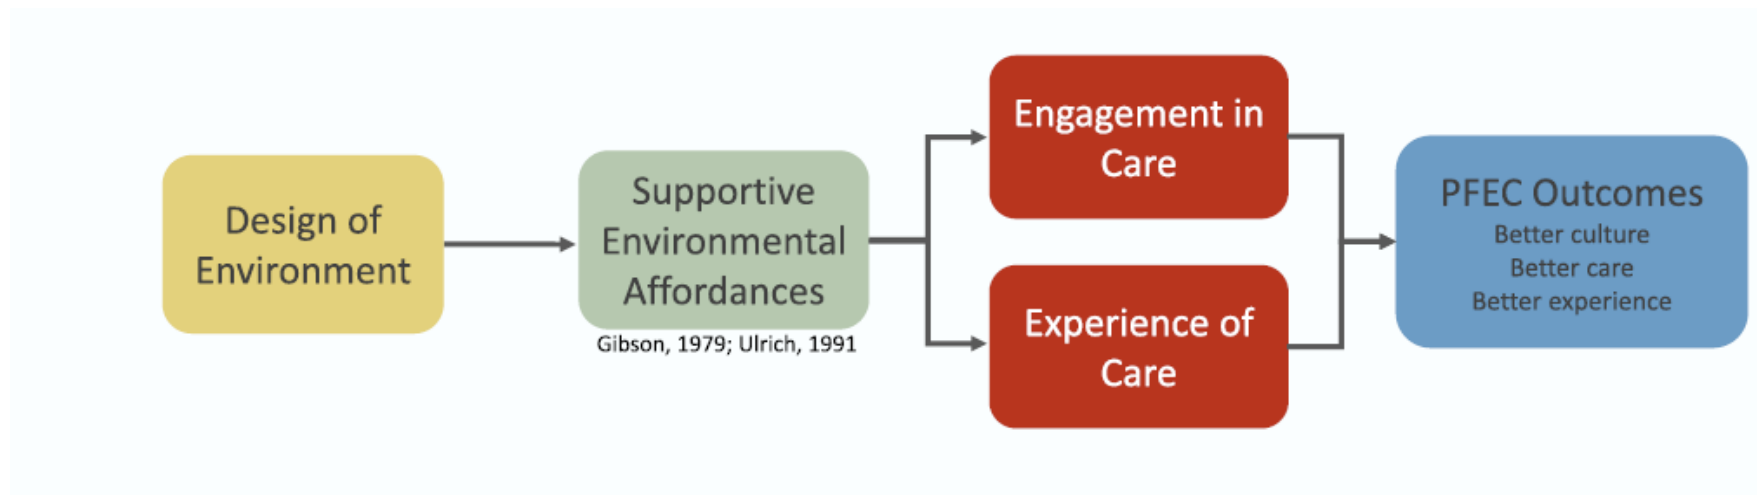 Design of
Environment
Supportive
Environmental
Affordances
Gibson, 1979; Ulrich, 1991
Engagement in
Care
Experience of
Care
PFEC Outcomes
Better culture
Better care
Better experience